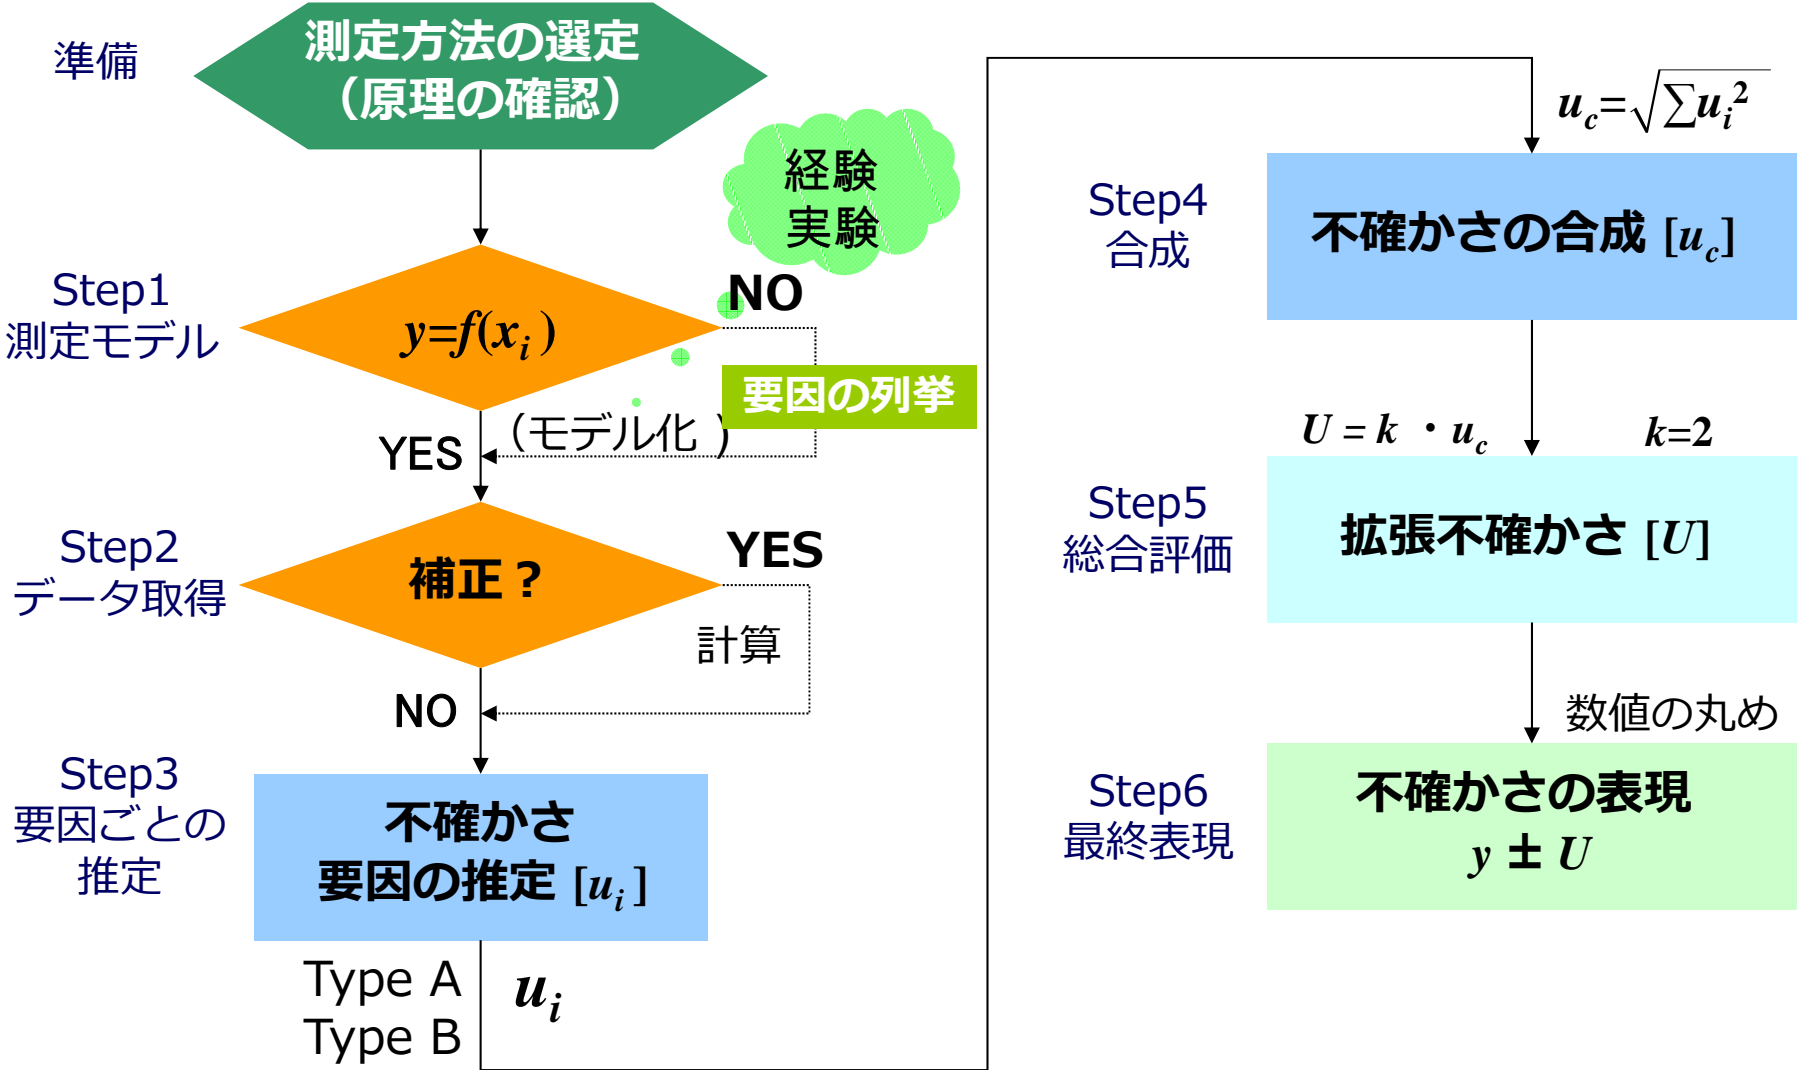 準備
測定方法の選定
（原理の確認）
経験
実験
Step1
測定モデル
y=f(xᵢ)
NO
要因の列挙
（モデル化 ）
YES
Step2
データ取得
補正？
YES
計算
NO
Step3
要因ごとの
推定
不確かさ
要因の推定 [uᵢ]
Type A
Type B
uᵢ
u_c=√∑uᵢ²
Step4
合成
不確かさの合成 [u_c]
U = k ・u_c
k=2
Step5
総合評価
拡張不確かさ [U]
数値の丸め
Step6
最終表現
不確かさの表現
y ± U